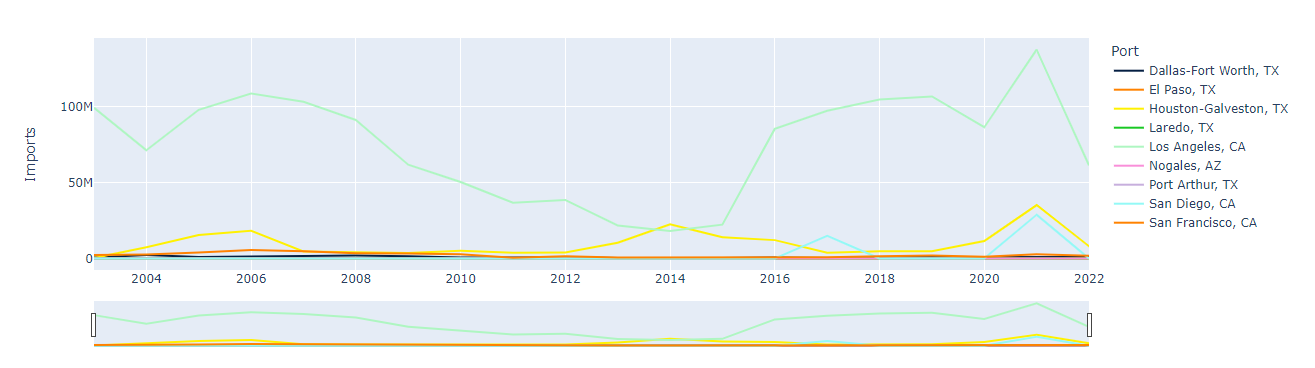 Port
Dallas-Fort Worth, TX
El Paso, TX
Houston-Galveston, TX
Laredo, TX
Los Angeles, CA
Nogales, AZ
Port Arthur, TX
San Diego, CA
San Francisco, CA
Imports
100M
50M
0
2004 2006 2008 2010 2012 2014 2016 2018 2020 2022